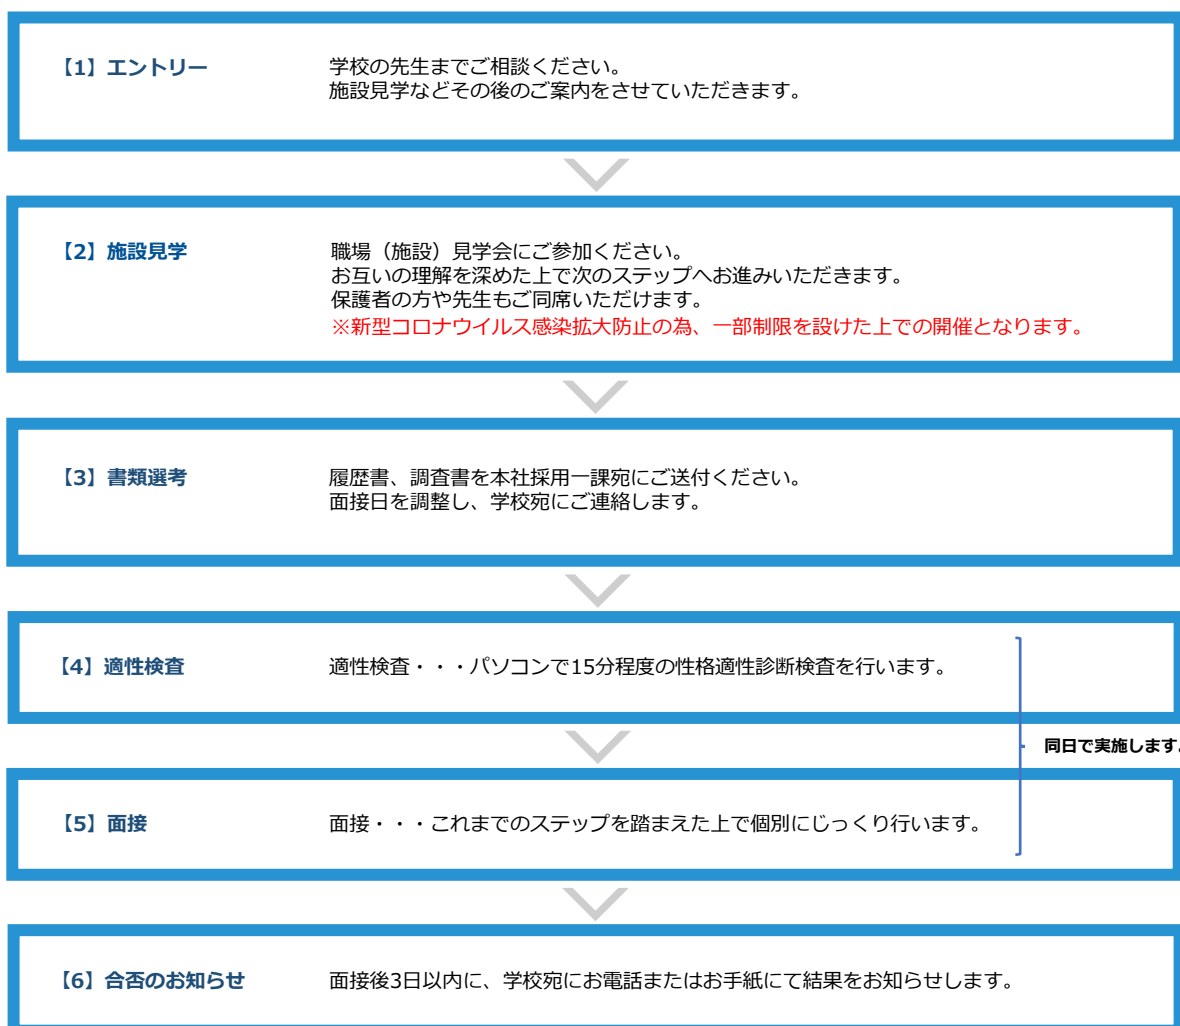 【1】エントリー
学校の先生までご相談ください。
施設見学などその後のご案内をさせていただきます。
【2】施設見学
職場（施設）見学会にご参加ください。
お互いの理解を深めた上で次のステップへお進みいただきます。
保護者の方や先生もご同席いただけます。
※新型コロナウイルス感染拡大防止の為、一部制限を設けた上での開催となります。
【3】書類選考
履歴書、調査書を本社採用一課宛にご送付ください。
面接日を調整し、学校宛にご連絡します。
【4】適性検査
適性検査・・・パソコンで15分程度の性格適性診断検査を行います。
同日で実施します。
【5】面接
面接・・・これまでのステップを踏まえた上で個別にじっくり行います。
【6】合否のお知らせ
面接後3日以内に、学校宛にお電話またはお手紙にて結果をお知らせします。